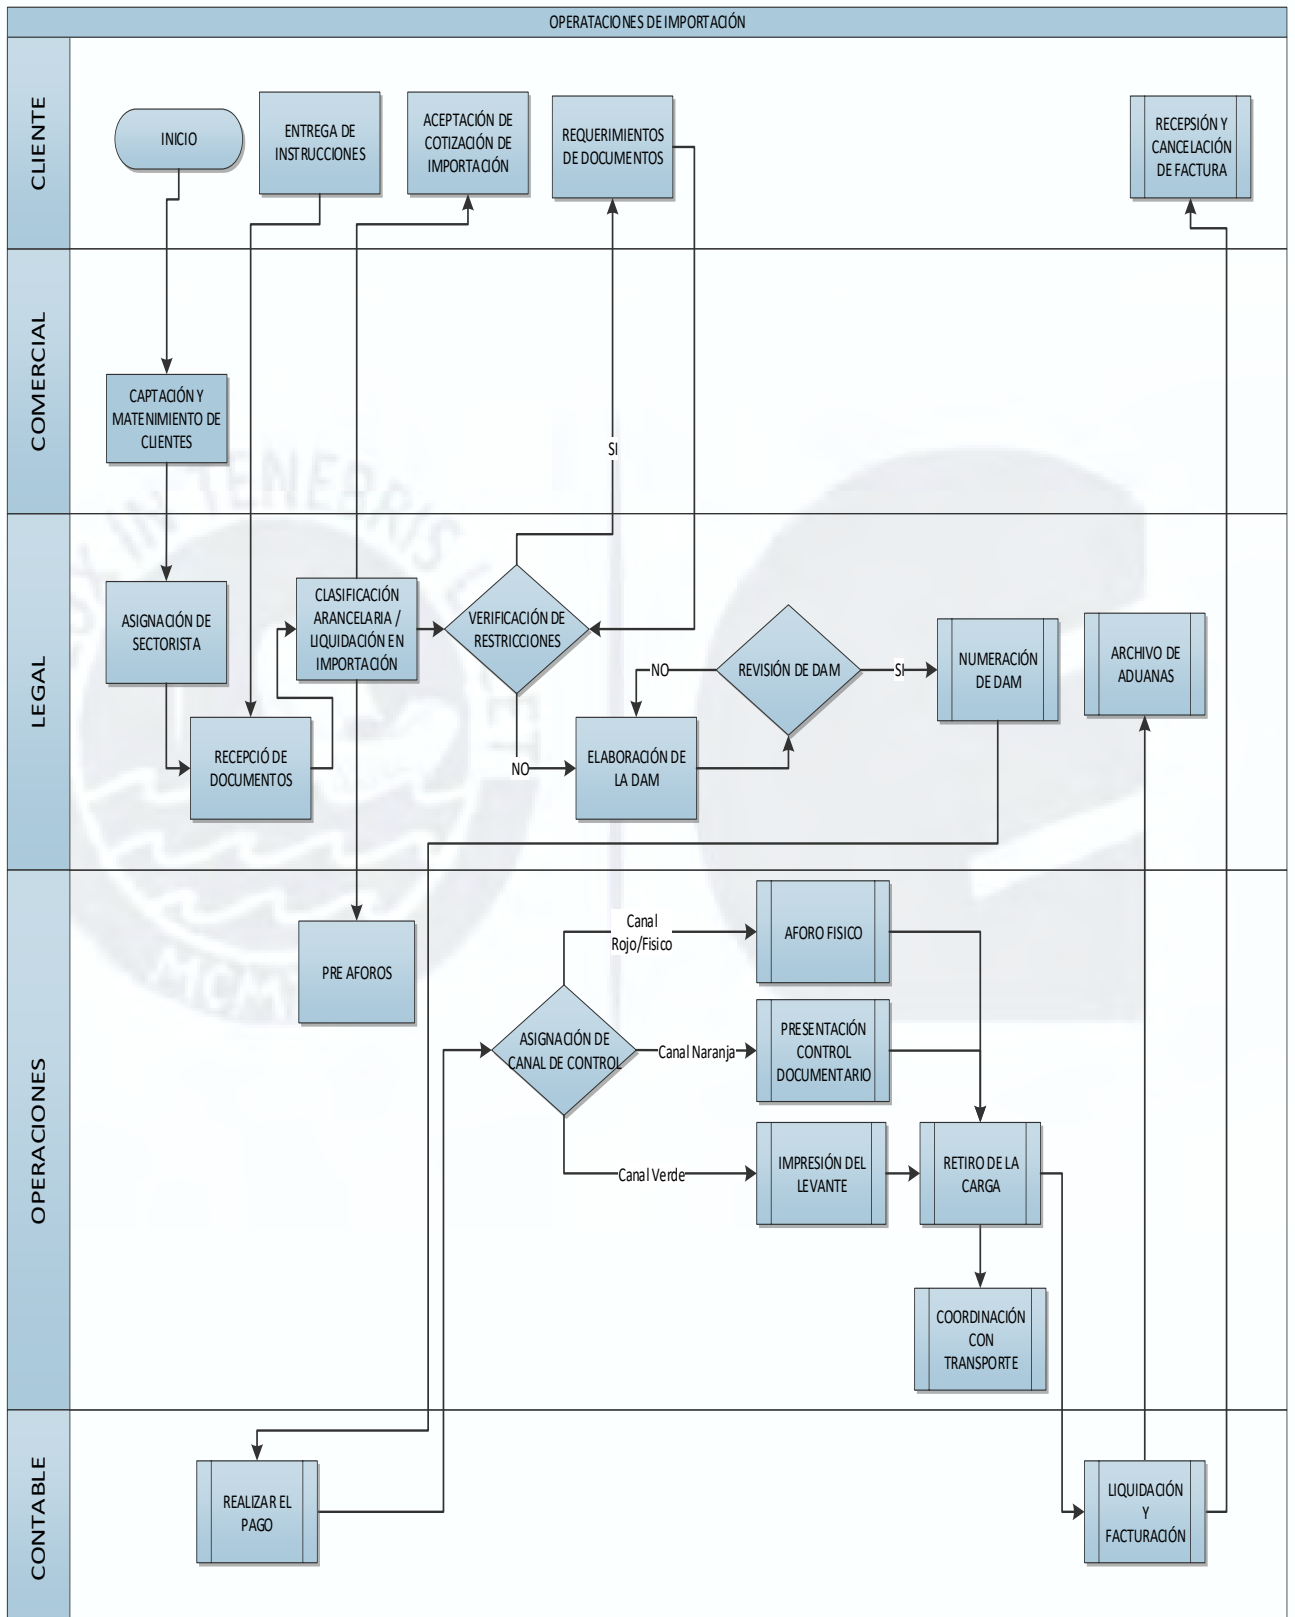 OPERATACIONES DE IMPORTACIÓN
CLIENTE
INICIO
ENTREGA DE
INSTRUCCIONES
ACEPTACIÓN DE
COTIZACIÓN DE
IMPORTACIÓN
REQUERIMIENTOS
DE DOCUMENTOS
RECEPSIÓN Y
CANCELACIÓN
DE FACTURA
COMERCIAL
CAPTACIÓN Y
MATENIMIENTO DE
CLIENTES
SI
LEGAL
ASIGNACIÓN DE
SECTORISTA
RECEPCIÓ DE
DOCUMENTOS
CLASIFICACIÓN
ARANCELARIA /
LIQUIDACIÓN EN
IMPORTACIÓN
VERIFICACIÓN DE
RESTRICCIONES
NO
ELABORACIÓN DE
LA DAM
NO
REVISIÓN DE DAM
SI
NUMERACIÓN
DE DAM
ARCHIVO DE
ADUANAS
TENEBRIS
OPERACIONES
PRE AFOROS
ASIGNACIÓN DE
CANAL DE CONTROL
Canal
Rojo/Fisico
AFORO FISICO
Canal Naranja
PRESENTACIÓN
CONTROL
DOCUMENTARIO
Canal Verde
IMPRESIÓN DEL
LEVANTE
RETIRO DE LA
CARGA
COORDINACIÓN
CON
TRANSPORTE
CONTABLE
REALIZAR EL
PAGO
LIQUIDACIÓN
Y
FACTURACIÓN